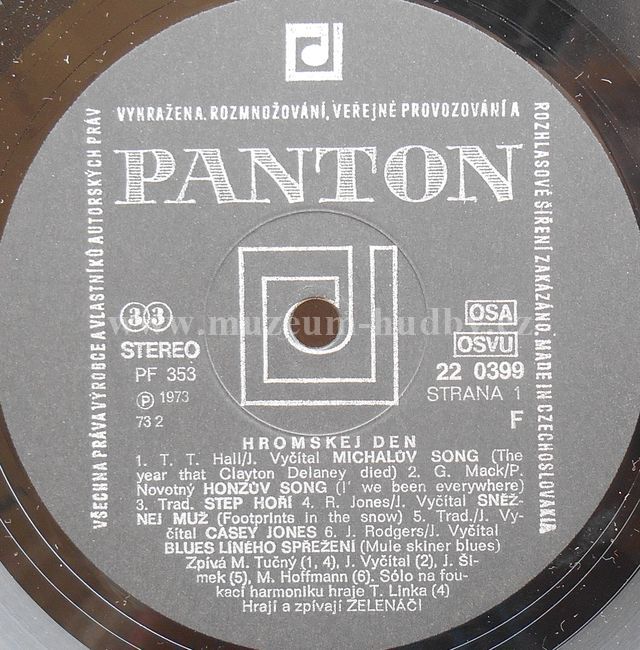 VYHRAŽENA. ROZMNOŽOVÁNÍ, VEŘEJNÉ PROVOZOVÁNÍ A
ROZHLASOVÉ ŠÍŘENÍ ZAKÁZÁNO. MADE IN CZECHOSLOVAKIA
VŠECHNA PRÁVA VÝROBCE A VLASTNÍKŮ AUTORSKÝCH PRÁV
PANTON
33
STEREO
PF 353
Ⓟ 1973
73 2
OSA
OSVU
22 0399
STRANA 1
F
www.muzeum-hudby.cz
HROMSKEJ DEN
1. T. T. Hall/J. Vyčítal MICHALŮV SONG (The
year that Clayton Delaney died) 2. G. Mack/P.
Novotný HONZŮV SONG (I' we been everywhere)
3. Trad. STEP HOŘÍ 4. R. Jones/J. Vyčítal SNĚŽ-
NEJ MUŽ (Footprints in the snow) 5. Trad./J. Vy-
čítal CASEY JONES 6. J. Rodgers/J. Vyčítal
BLUES LÍNÉHO SPŘEŽENÍ (Mule skiner blues)
Zpívá M. Tučný (1, 4), J. Vyčítal (2), J. Ši-
mek (5), M. Hoffmann (6). Sólo na fou-
kací harmoniku hraje T. Linka (4)
Hrají a zpívají ZELENÁČI